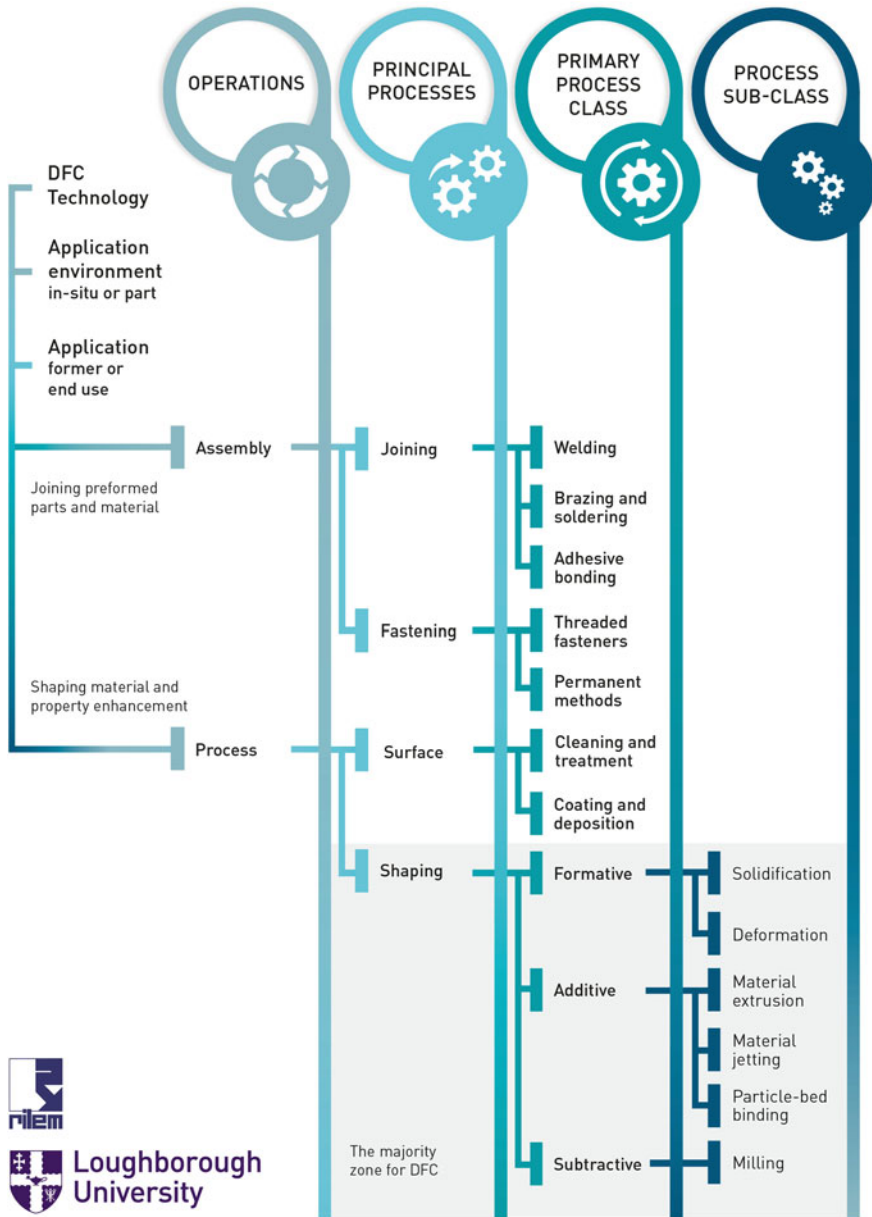 OPERATIONS
PRINCIPAL
PROCESSES
PRIMARY
PROCESS
CLASS
PROCESS
SUB-CLASS
DFC
Technology
Application
environment
in-situ or part
Application
former or
end use
Assembly
Joining
Welding
Joining preformed
parts and material
Brazing and
soldering
Adhesive
bonding
Fastening
Threaded
fasteners
Permanent
methods
Shaping material and
property enhancement
Process
Surface
Cleaning and
treatment
Coating and
deposition
Shaping
Formative
Solidification
Deformation
Additive
Material
extrusion
Material
jetting
Particle-bed
binding
The majority
zone for DFC
Subtractive
Milling
rilem
Loughborough
University